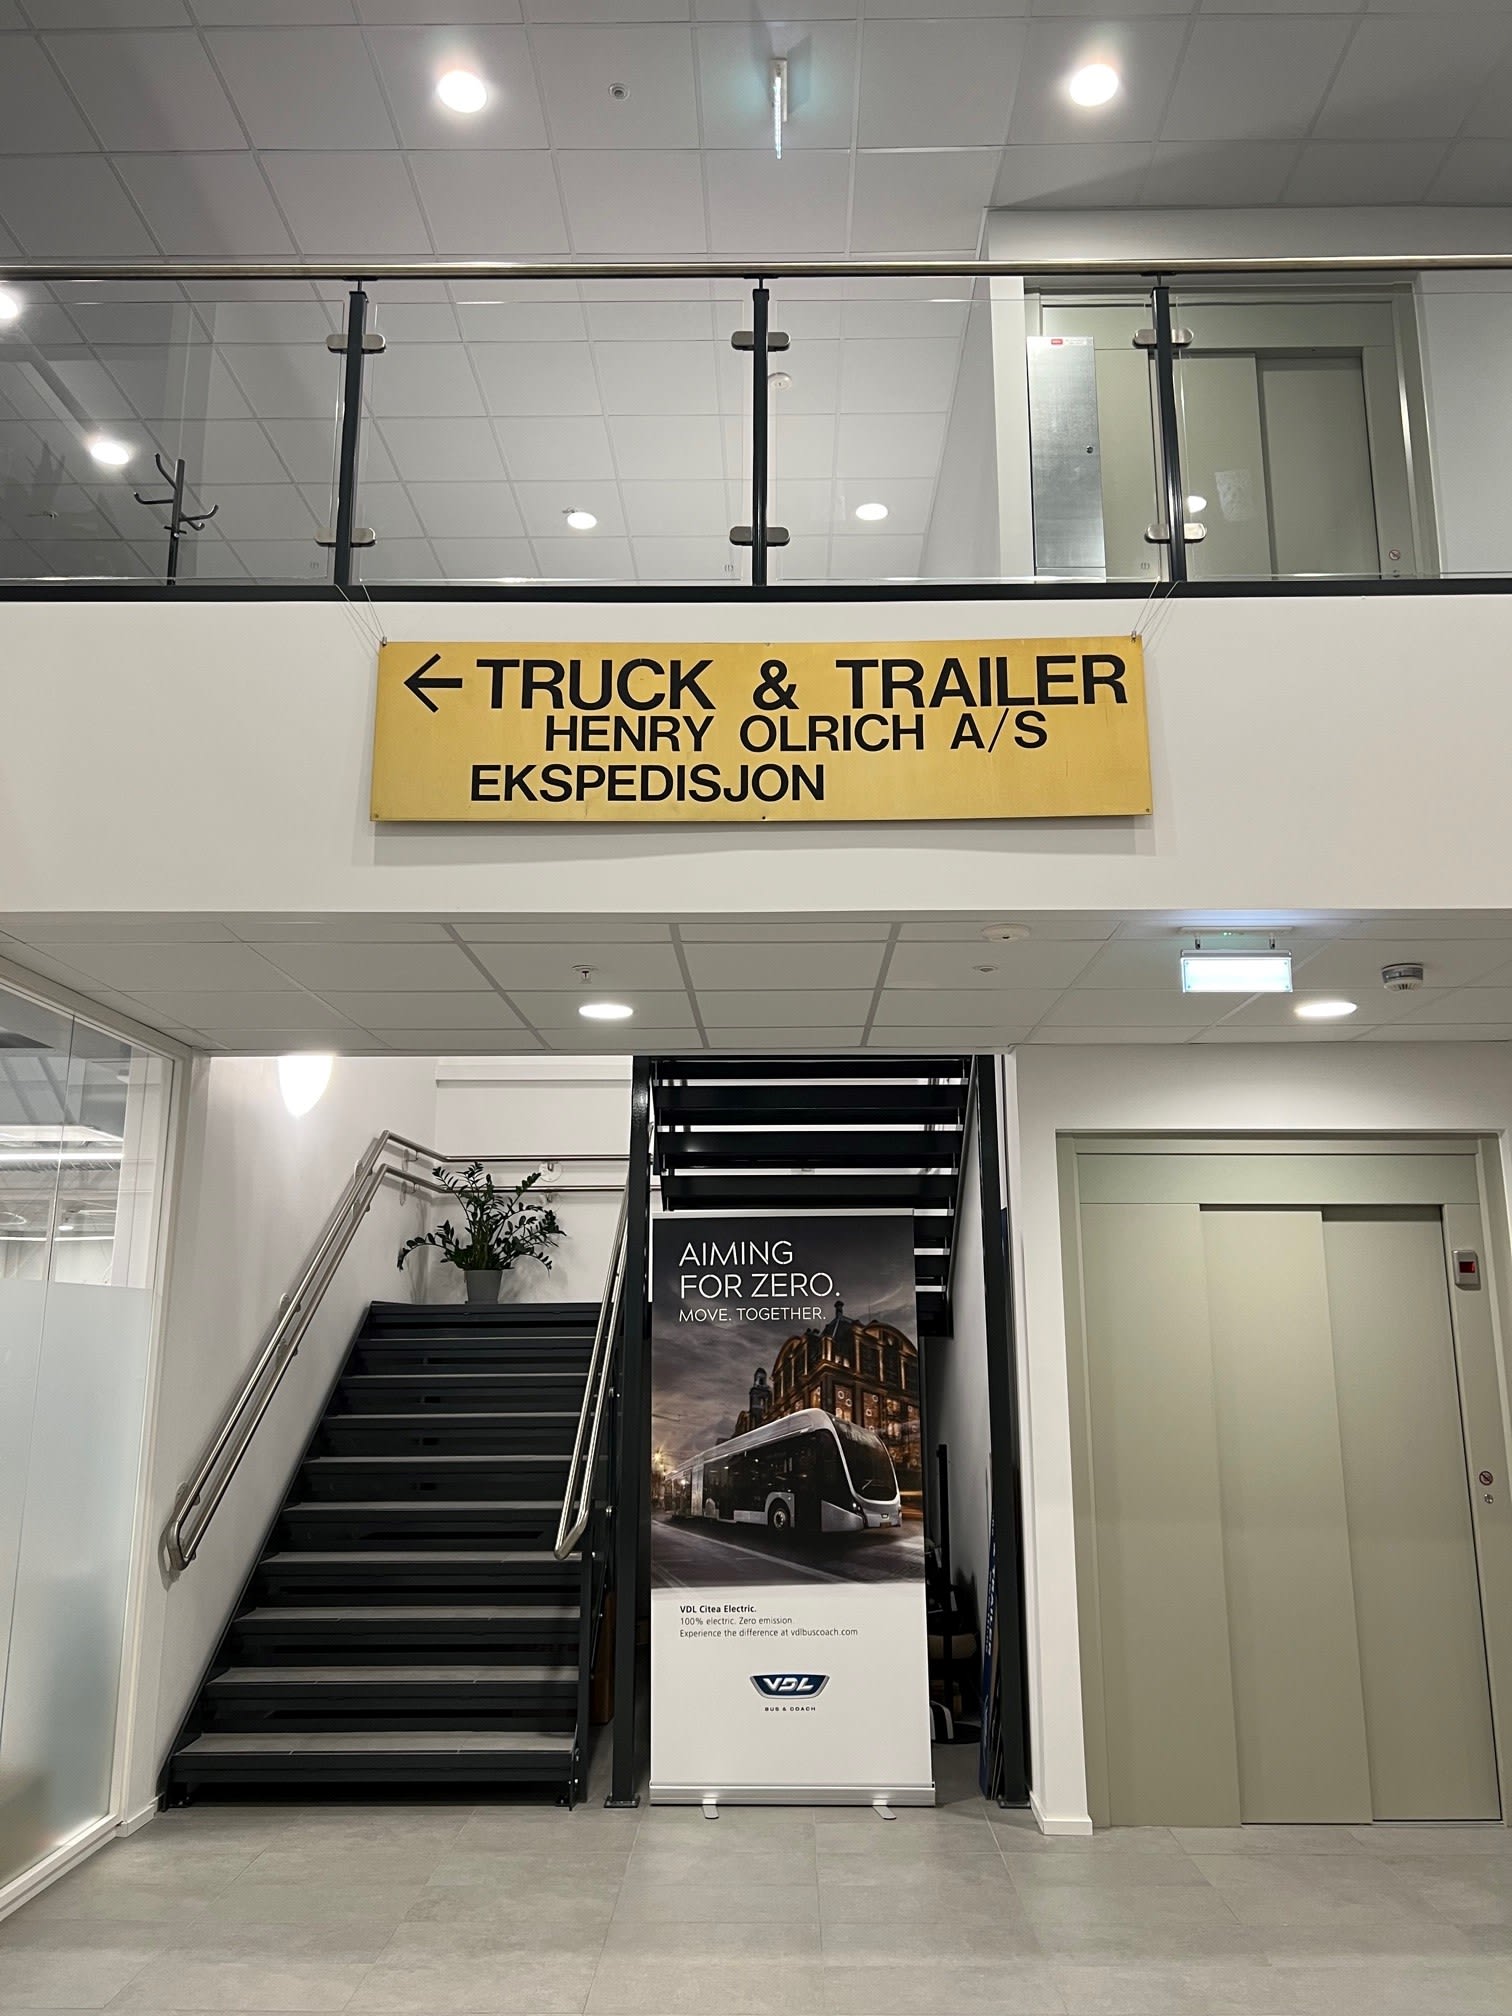 ← TRUCK & TRAILER
HENRY OLRICH A/S
EKSPEDISJON
AIMING
FOR ZERO.
MOVE. TOGETHER.
VDL Citea Electric.
100% electric. Zero emission.
Experience the difference at vdlbuscoach.com
VDL
BUS & COACH